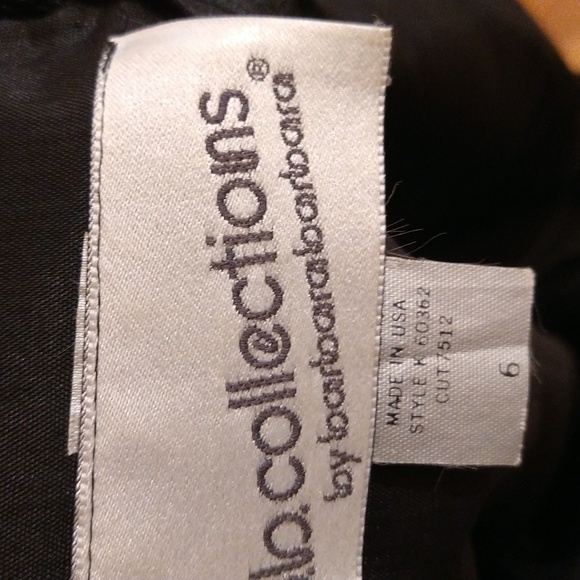 b.collections®
by barbarabarbara
MADE IN USA
STYLE K 60362
CUT 7512
6